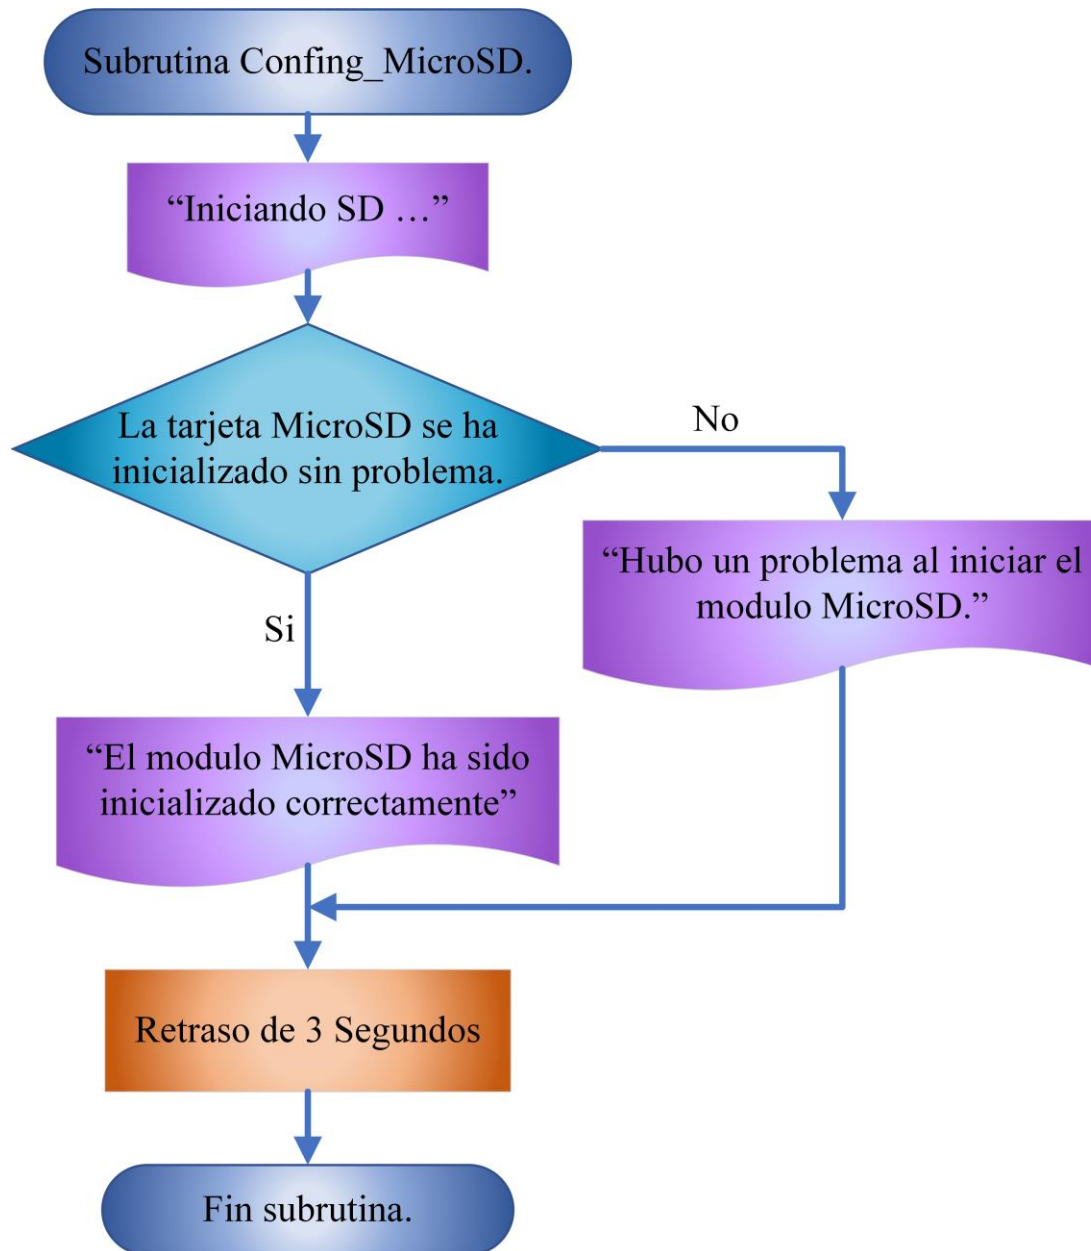 Subrutina Confing_MicroSD.
“Iniciando SD …”
La tarjeta MicroSD se ha
inicializado sin problema.
No
“Hubo un problema al iniciar el
modulo MicroSD.”
Si
“El modulo MicroSD ha sido
inicializado correctamente”
Retraso de 3 Segundos
Fin subrutina.